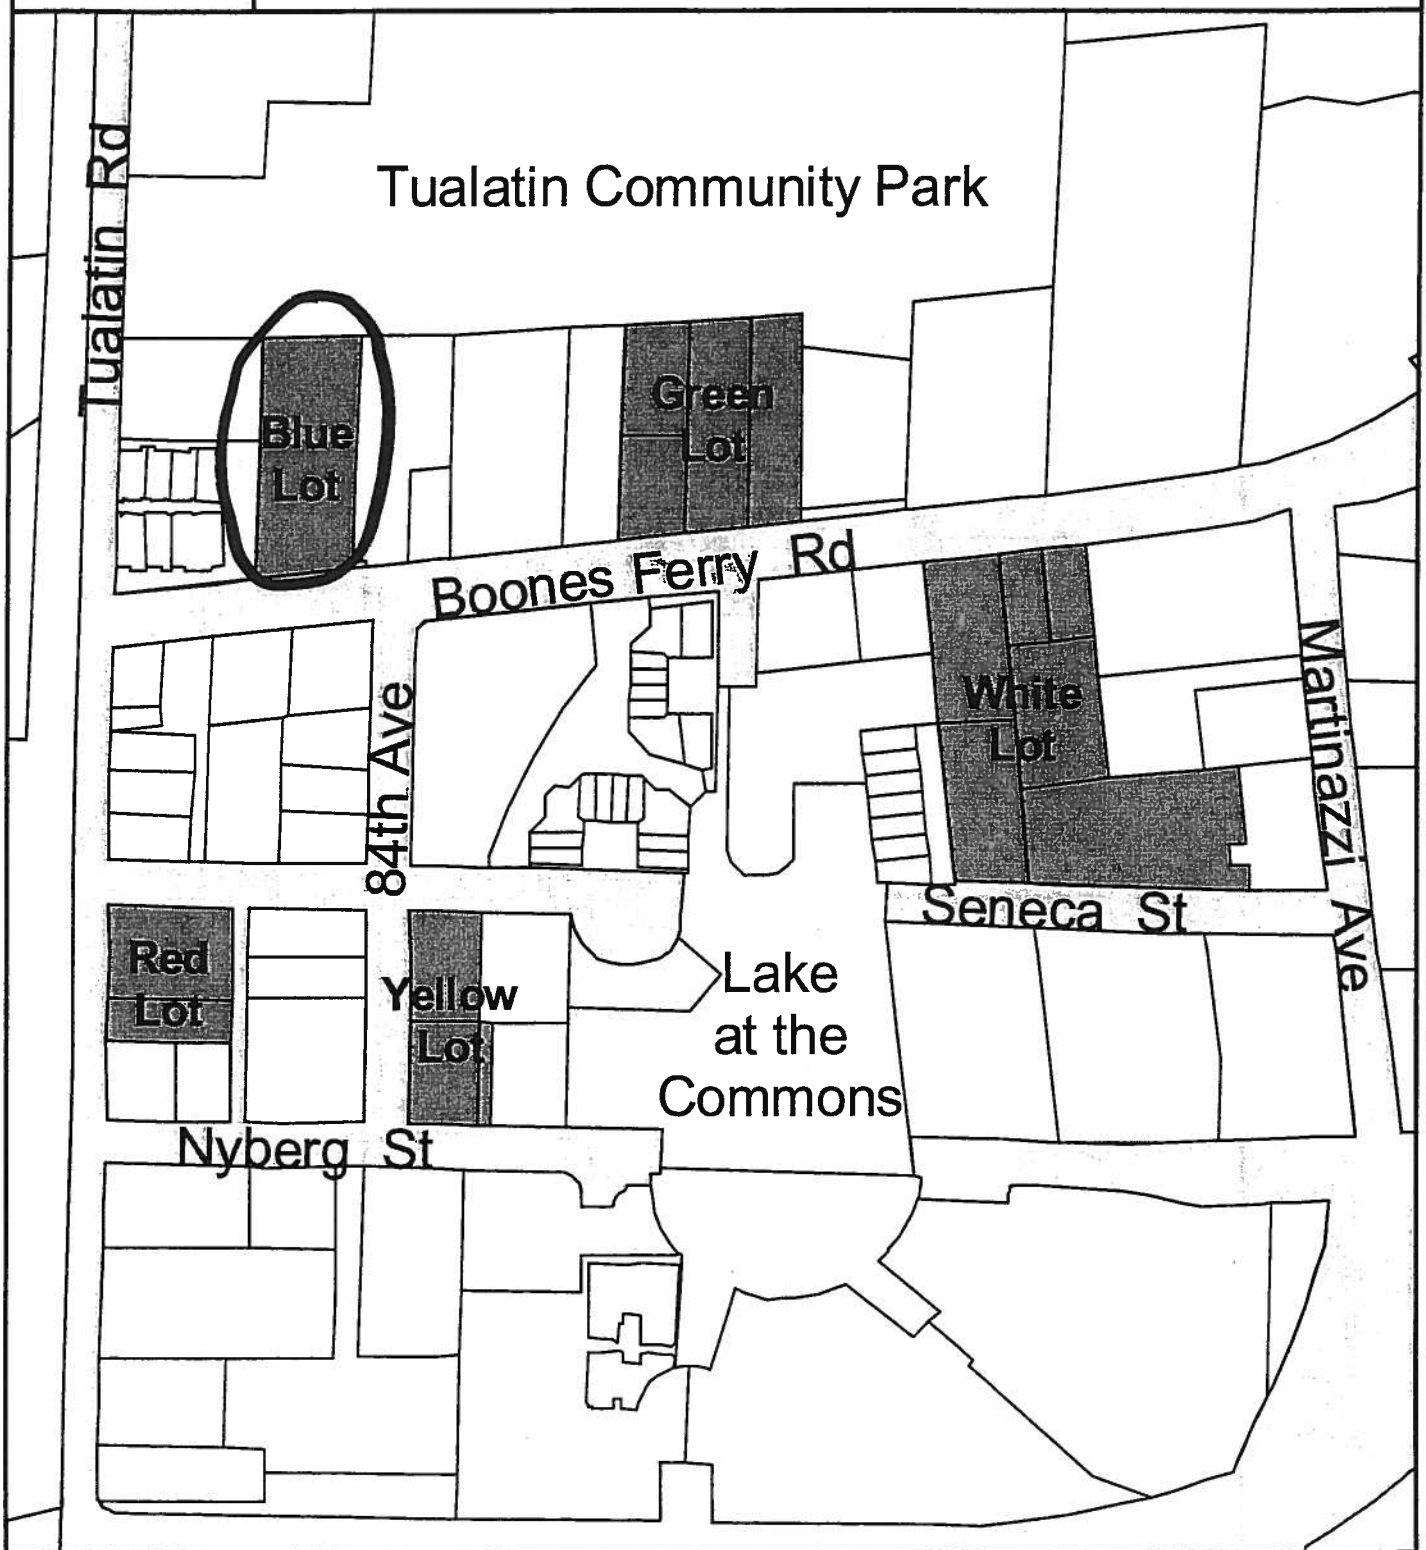 Tualatin Rd
Tualatin Community Park
Blue
Lot
Green
Lot
Boones Ferry Rd
84th Ave
White
Lot
Martinazzi Ave
Seneca St
Red
Lot
Yellow
Lot
Lake
at the
Commons
Nyberg St